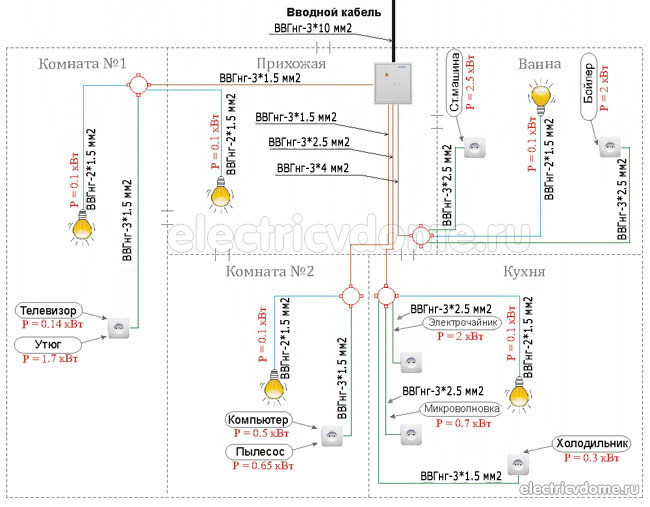 Вводной кабель
ВВГнг-3*10 мм2
Комната №1
Прихожая
Ванна
ВВГнг-3*1.5 мм2
Ст.машина
P = 2.5 кВт
Бойлер
P = 2 кВт
ВВГнг-3*1.5 мм2
ВВГнг-3*2.5 мм2
ВВГнг-3*4 мм2
P = 0.1 кВт
ВВГнг-2*1.5 мм2
ВВГнг-3*1.5 мм2
P = 0.1 кВт
ВВГнг-2*1.5 мм2
ВВГнг-3*2.5 мм2
ВВГнг-2*1.5 мм2
ВВГнг-3*2.5 мм2
electricvdome.ru
Комната №2
Кухня
Телевизор
P = 0.14 кВт
Утюг
P = 1.7 кВт
P = 0.1 кВт
ВВГнг-2*1.5 мм2
ВВГнг-3*1.5 мм2
ВВГнг-3*2.5 мм2
Электрочайник
P = 2 кВт
P = 0.1 кВт
ВВГнг-2*1.5 мм2
ВВГнг-3*2.5 мм2
Микроволновка
P = 0.7 кВт
Компьютер
P = 0.5 кВт
Пылесос
P = 0.65 кВт
Холодильник
P = 0.3 кВт
ВВГнг-3*1.5 мм2
electricvdome.ru